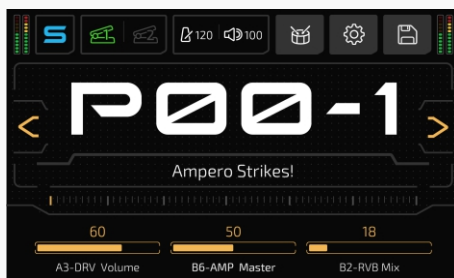 S 120 100
P00-1
Ampero Strikes!
60 50 18
A3-DRV Volume B6-AMP Master B2-RVB Mix